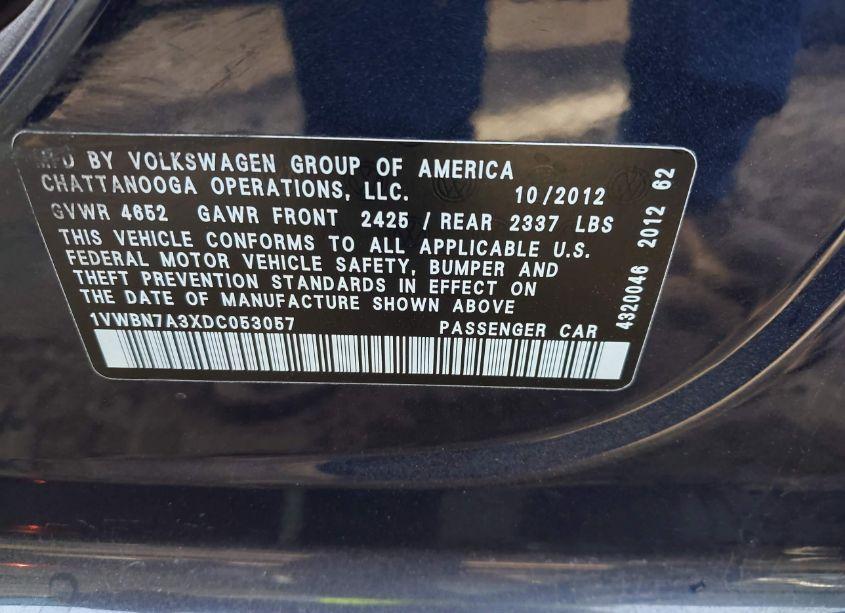 MFD BY VOLKSWAGEN GROUP OF AMERICA
CHATTANOOGA OPERATIONS, LLC. 10/2012
GVWR 4652 GAWR FRONT 2425 / REAR 2337 LBS
THIS VEHICLE CONFORMS TO ALL APPLICABLE U.S.
FEDERAL MOTOR VEHICLE SAFETY, BUMPER AND
THEFT PREVENTION STANDARDS IN EFFECT ON
THE DATE OF MANUFACTURE SHOWN ABOVE
1VWBN7A3XDC053057 PASSENGER CAR
4320046 2012 62